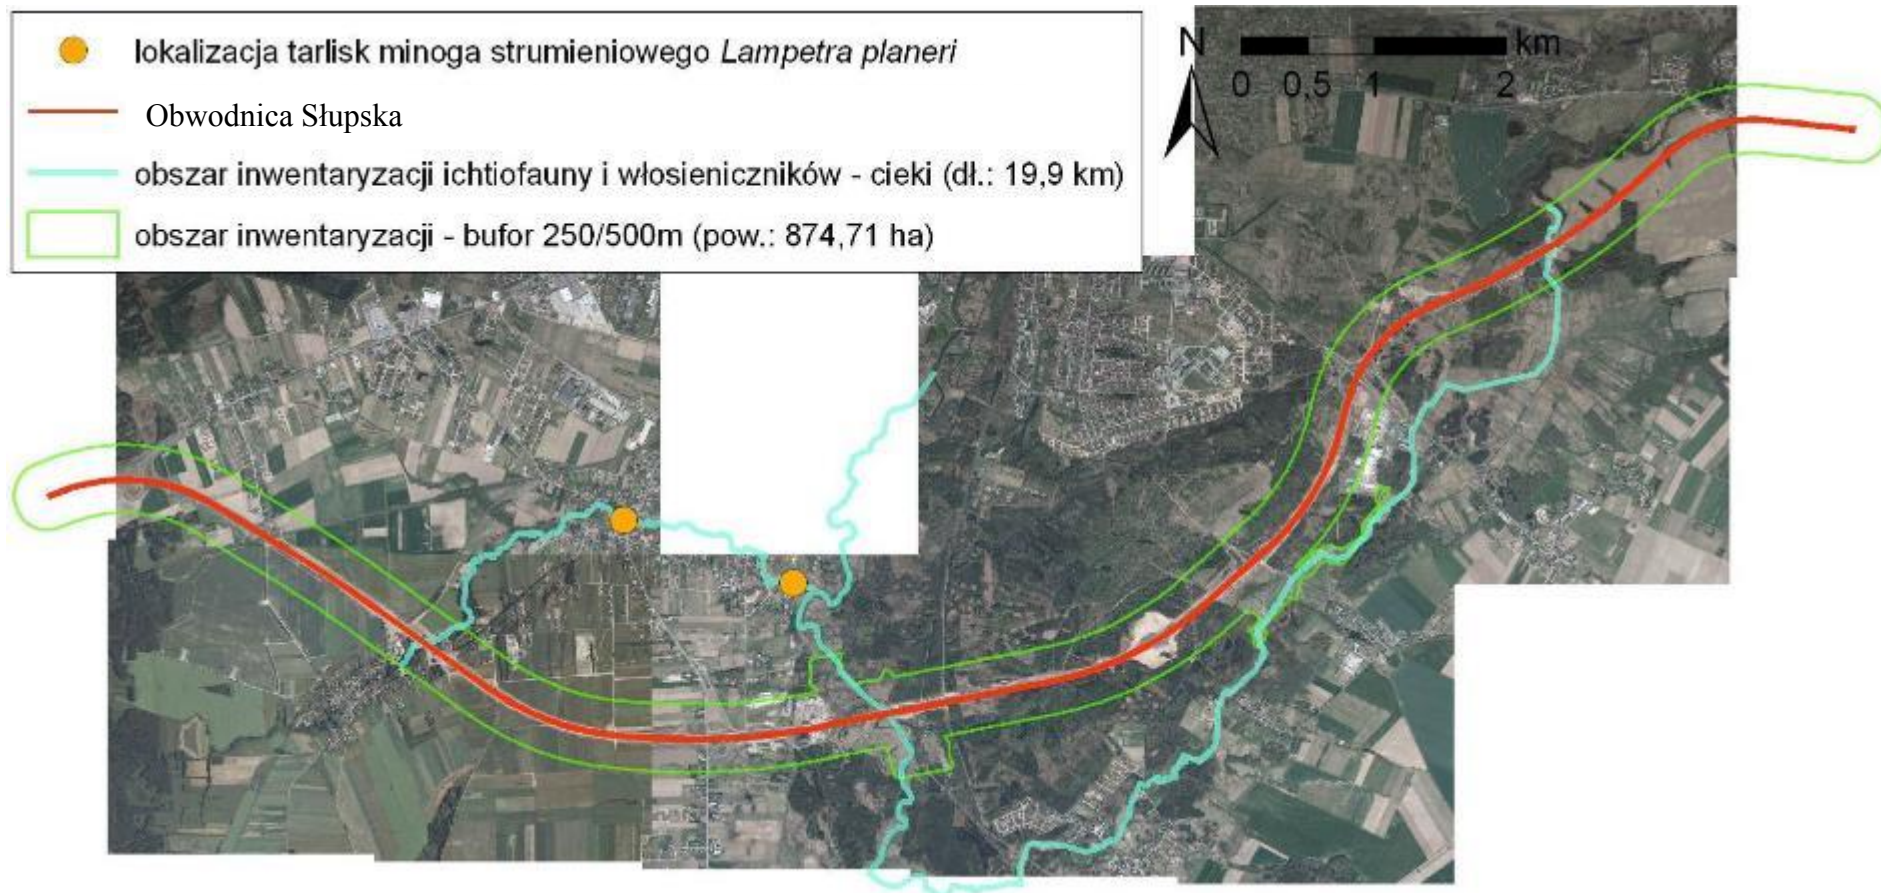 lokalizacja tarlisk minoga strumieniowego Lampetra planeri
Obwodnica Słupska
obszar inwentaryzacji ichtiofauny i włosieniczników - cieki (dł.: 19,9 km)
obszar inwentaryzacji - bufor 250/500m (pow.: 874,71 ha)
N
km
0 0,5 1 2